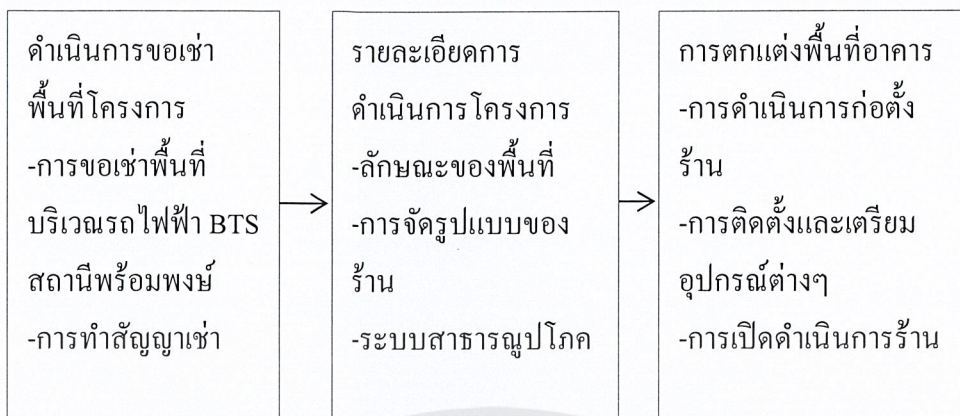 ดำเนินการขอเช่า
พื้นที่โครงการ
-การขอเช่าพื้นที่
บริเวณรถไฟฟ้า BTS
สถานีพร้อมพงษ์
-การทำสัญญาเช่า
รายละเอียดการ
ดำเนินการโครงการ
-ลักษณะของพื้นที่
-การจัดรูปแบบของ
ร้าน
-ระบบสาธารณูปโภค
การตกแต่งพื้นที่อาคาร
-การดำเนินการก่อตั้ง
ร้าน
-การติดตั้งและเตรียม
อุปกรณ์ต่างๆ
-การเปิดดำเนินการร้าน